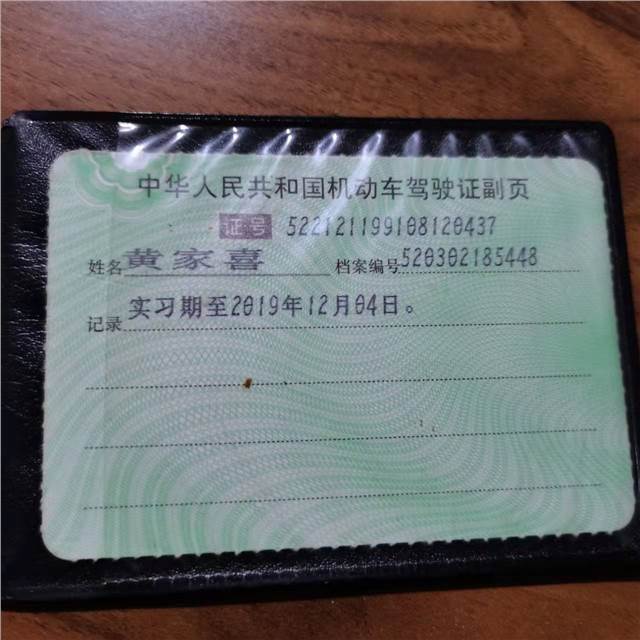 中华人民共和国机动车驾驶证副页
证号 522121199108120437
姓名 黄家喜 档案编号 520302185448
记录 实习期至2019年12月04日。